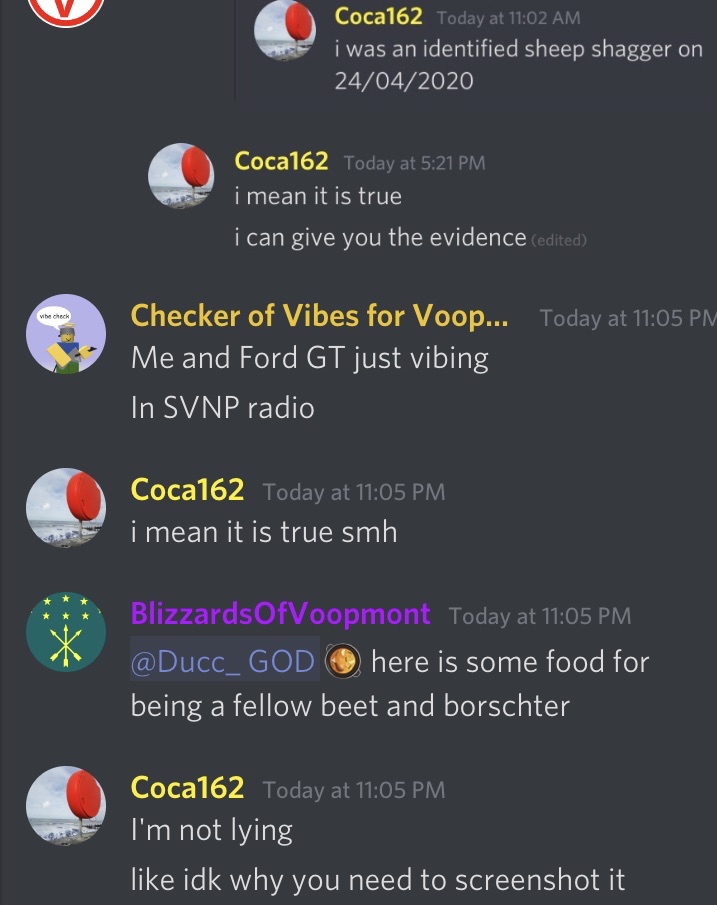 V
Coca162 Today at 11:02 AM
i was an identified sheep shagger on
24/04/2020
Coca162 Today at 5:21 PM
i mean it is true
i can give you the evidence (edited)
vibe check
Checker of Vibes for Voop... Today at 11:05 PM
Me and Ford GT just vibing
In SVNP radio
Coca162 Today at 11:05 PM
i mean it is true smh
BlizzardsOfVoopmont Today at 11:05 PM
@Ducc_ GOD here is some food for
being a fellow beet and borschter
Coca162 Today at 11:05 PM
I'm not lying
like idk why you need to screenshot it